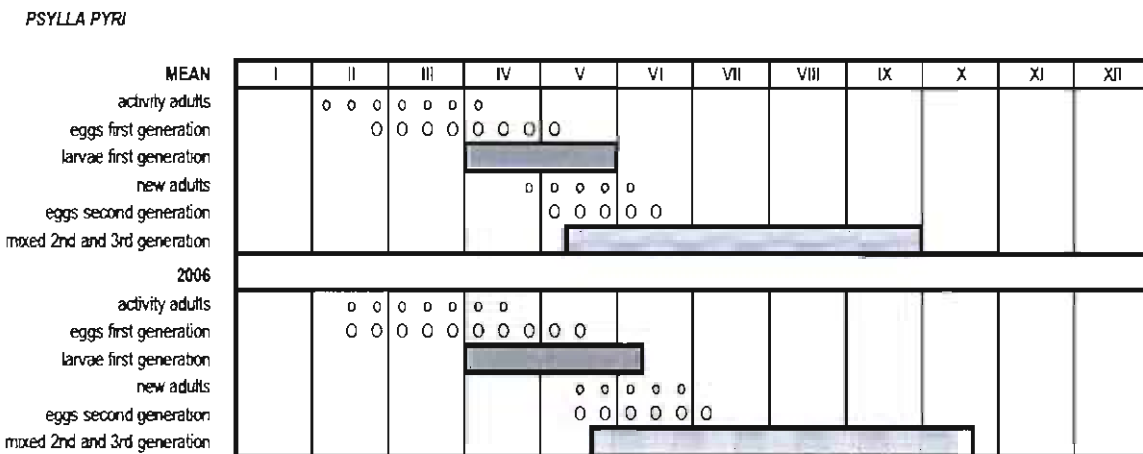 PSYLLA PYRI
MEAN I II III IV V VI VII VIII IX X XI XII
activity adults o o o o o o o
eggs first generation O O O O O O O O
larvae first generation
new adults o o o o o
eggs second generation O O O O O
mixed 2nd and 3rd generation
2006
activity adults o o o o o o o
eggs first generation O O O O O O O O O O
larvae first generation
new adults o o o o o
eggs second generation O O O O O O
mixed 2nd and 3rd generation